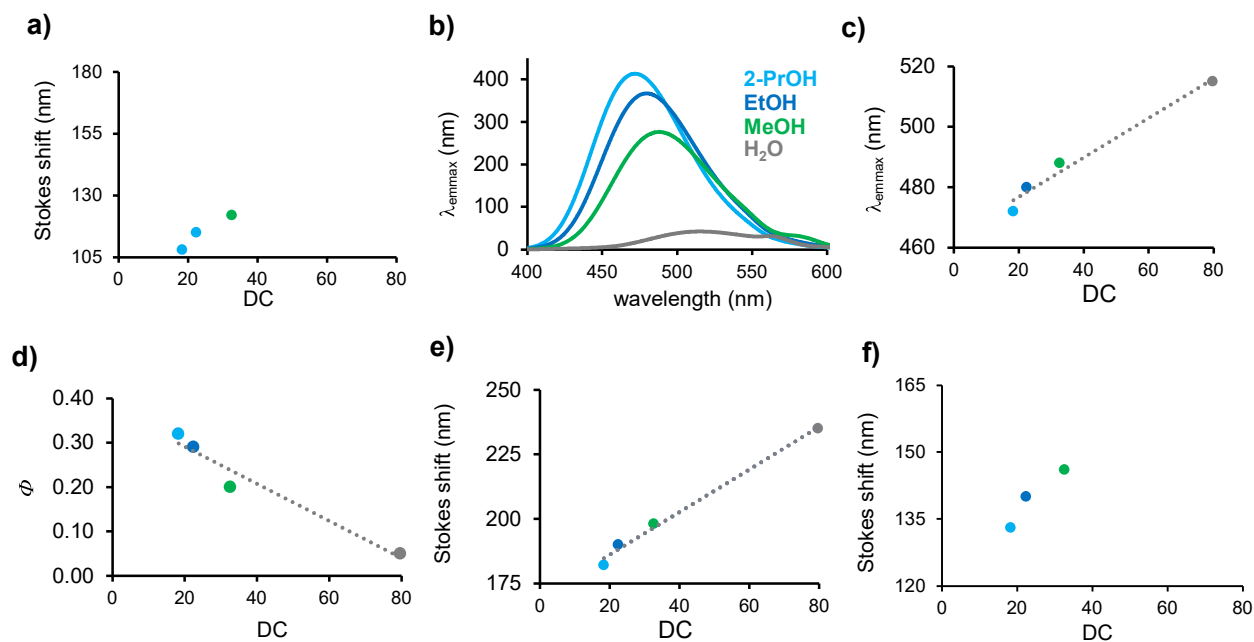 a)
Stokes shift (nm)
180
155
130
105
0 20 40 60 80
DC
b)
λemmax (nm)
400
300
200
100
0
400 450 500 550 600
wavelength (nm)
2-PrOH
EtOH
MeOH
H₂O
c)
λemmax (nm)
520
500
480
460
0 20 40 60 80
DC
d)
Φ
0.40
0.30
0.20
0.10
0.00
0 20 40 60 80
DC
e)
Stokes shift (nm)
250
225
200
175
0 20 40 60 80
DC
f)
Stokes shift (nm)
165
150
135
120
0 20 40 60 80
DC